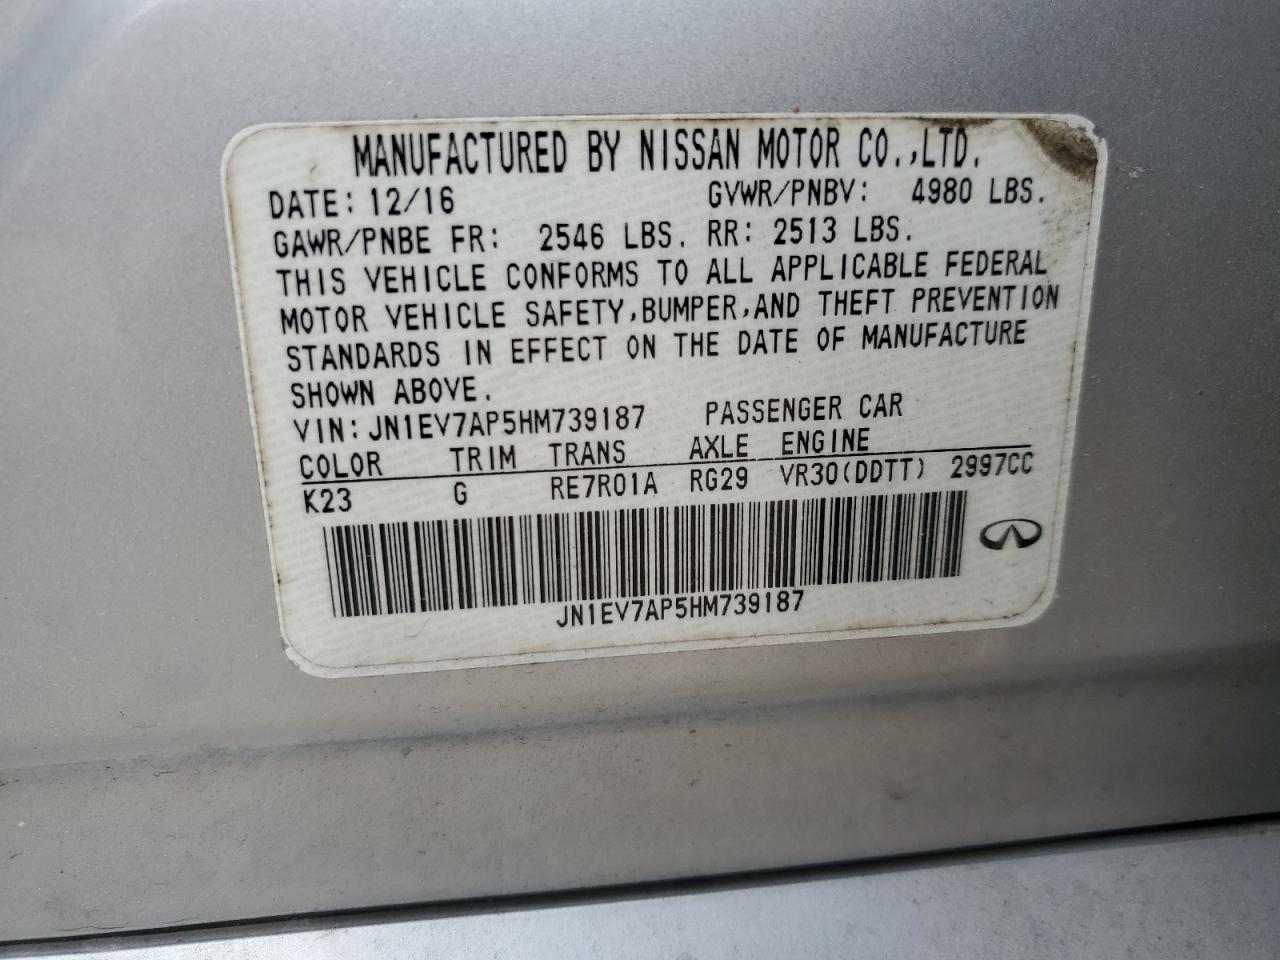 MANUFACTURED BY NISSAN MOTOR CO.,LTD.
DATE: 12/16 GVWR/PNBV: 4980 LBS.
GAWR/PNBE FR: 2546 LBS. RR: 2513 LBS.
THIS VEHICLE CONFORMS TO ALL APPLICABLE FEDERAL
MOTOR VEHICLE SAFETY,BUMPER,AND THEFT PREVENTION
STANDARDS IN EFFECT ON THE DATE OF MANUFACTURE
SHOWN ABOVE.
VIN: JN1EV7AP5HM739187 PASSENGER CAR
COLOR TRIM TRANS AXLE ENGINE
K23 G RE7R01A RG29 VR30(DDTT) 2997CC
JN1EV7AP5HM739187